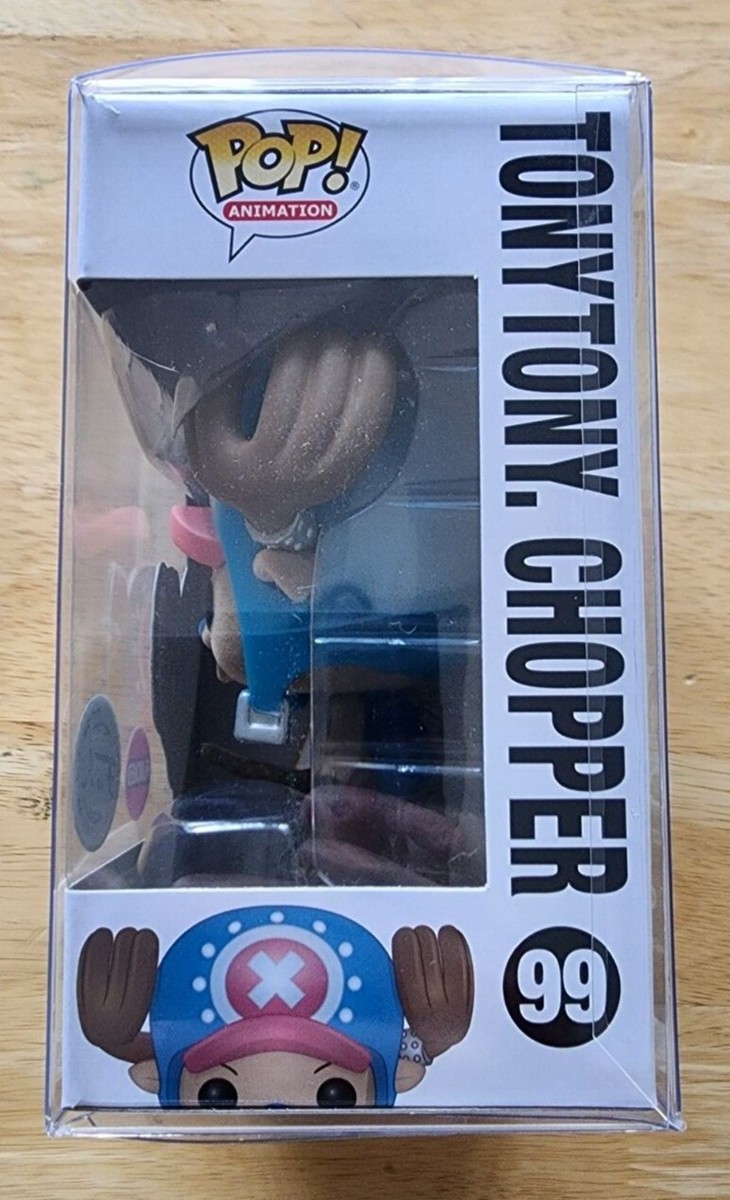 POP!
®
ANIMATION
TONYTONY. CHOPPER
99